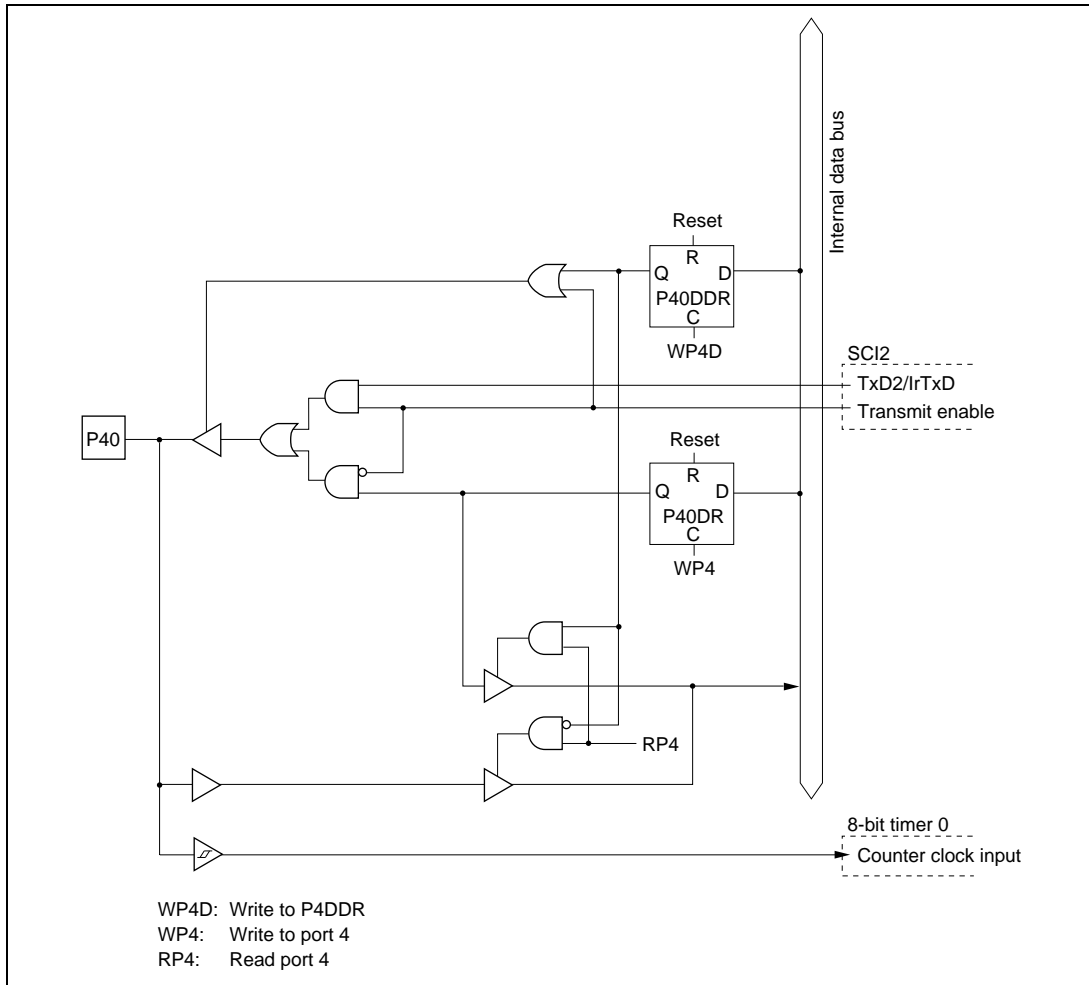 Internal data bus
Reset
R
Q D
P40DDR
C
WP4D
SCI2
TxD2/IrTxD
Transmit enable
P40
Reset
R
Q D
P40DR
C
WP4
RP4
8-bit timer 0
Counter clock input
WP4D: Write to P4DDR
WP4: Write to port 4
RP4: Read port 4